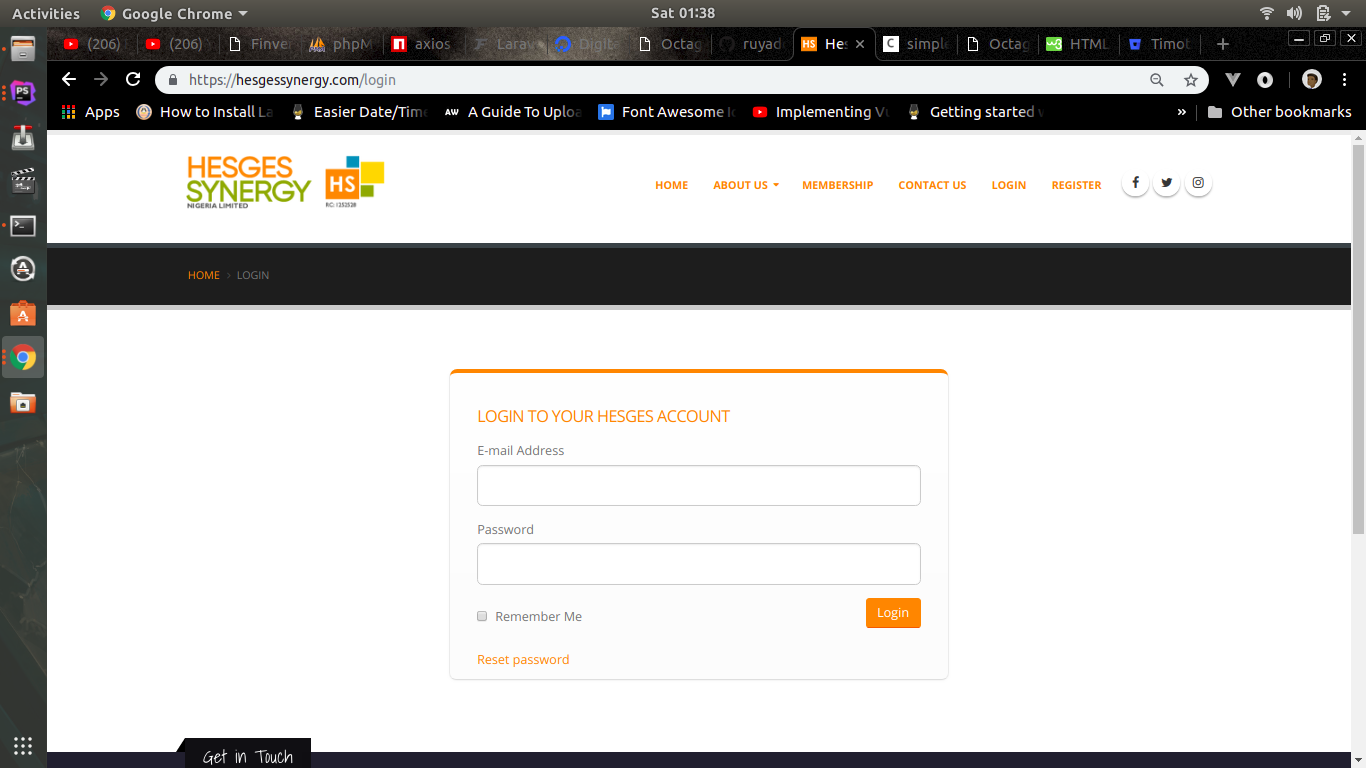 Activities Google Chrome Sat 01:38
(206) (206) Finve phpM axios Larav Digit Octag ruyad Hes simple Octag HTML Timot
https://hesgessynergy.com/login
Apps How to Install La Easier Date/Time A Guide To Uploa Font Awesome Ic Implementing Vu Getting started w » Other bookmarks
HESGES
SYNERGY
NIGERIA LIMITED
HS
RC: 1252528
HOME ABOUT US MEMBERSHIP CONTACT US LOGIN REGISTER
HOME > LOGIN
LOGIN TO YOUR HESGES ACCOUNT
E-mail Address
Password
Remember Me Login
Reset password
Get in Touch